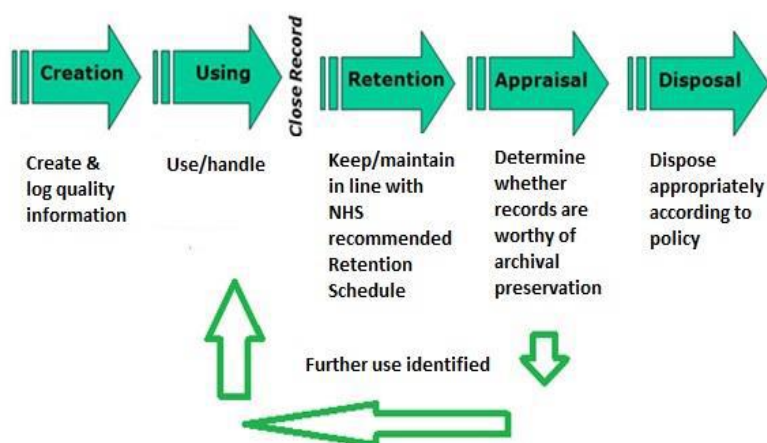 Creation
Using
Close Record
Retention
Appraisal
Disposal
Create &
log quality
information
Use/handle
Keep/maintain
in line with
NHS
recommended
Retention
Schedule
Determine
whether
records are
worthy of
archival
preservation
Dispose
appropriately
according to
policy
Further use identified